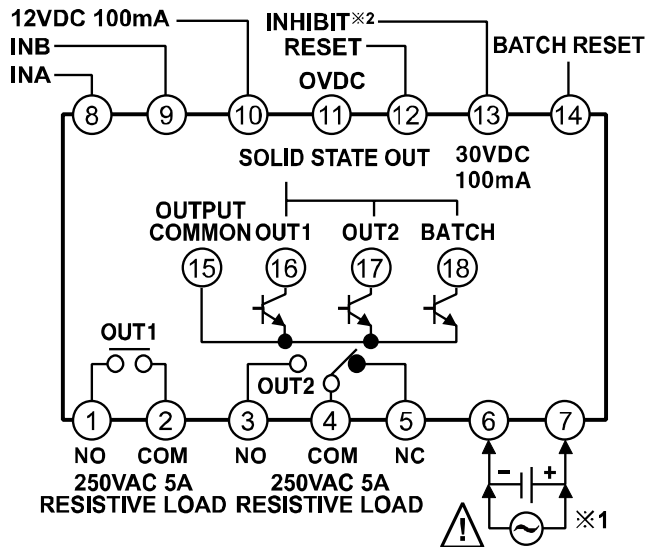 12VDC 100mA
INHIBIT※2
INB
RESET
BATCH RESET
INA
OVDC
8 9 10 11 12 13 14
SOLID STATE OUT
30VDC
100mA
OUTPUT
COMMON OUT1 OUT2 BATCH
15 16 17 18
OUT1
OUT2
1 2 3 4 5 6 7
NO COM NO COM NC
250VAC 5A
RESISTIVE LOAD
250VAC 5A
RESISTIVE LOAD
- +
! ※1